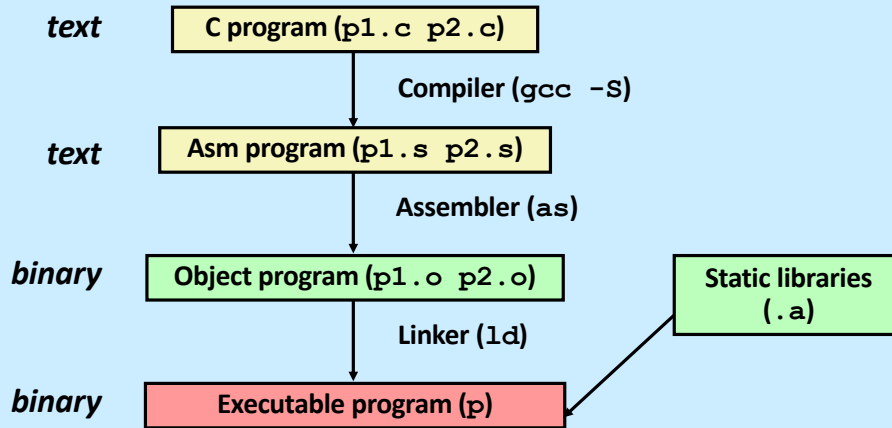 text
C program (p1.c p2.c)
Compiler (gcc -S)
text
Asm program (p1.s p2.s)
Assembler (as)
binary
Object program (p1.o p2.o)
Static libraries
(.a)
Linker (ld)
binary
Executable program (p)